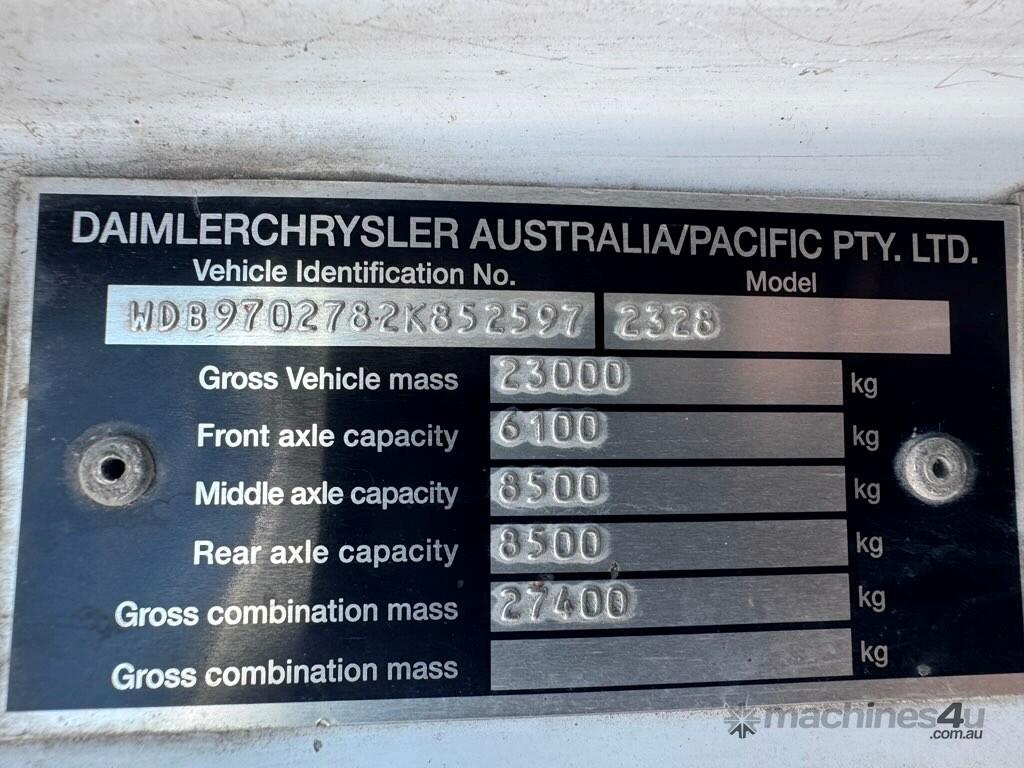 DAIMLERCHRYSLER AUSTRALIA/PACIFIC PTY. LTD.
Vehicle Identification No. Model
WDB9702782K852597 2328
Gross Vehicle mass 23000 kg
Front axle capacity 6100 kg
Middle axle capacity 8500 kg
Rear axle capacity 8500 kg
Gross combination mass 27400 kg
Gross combination mass kg
machines4u
.com.au